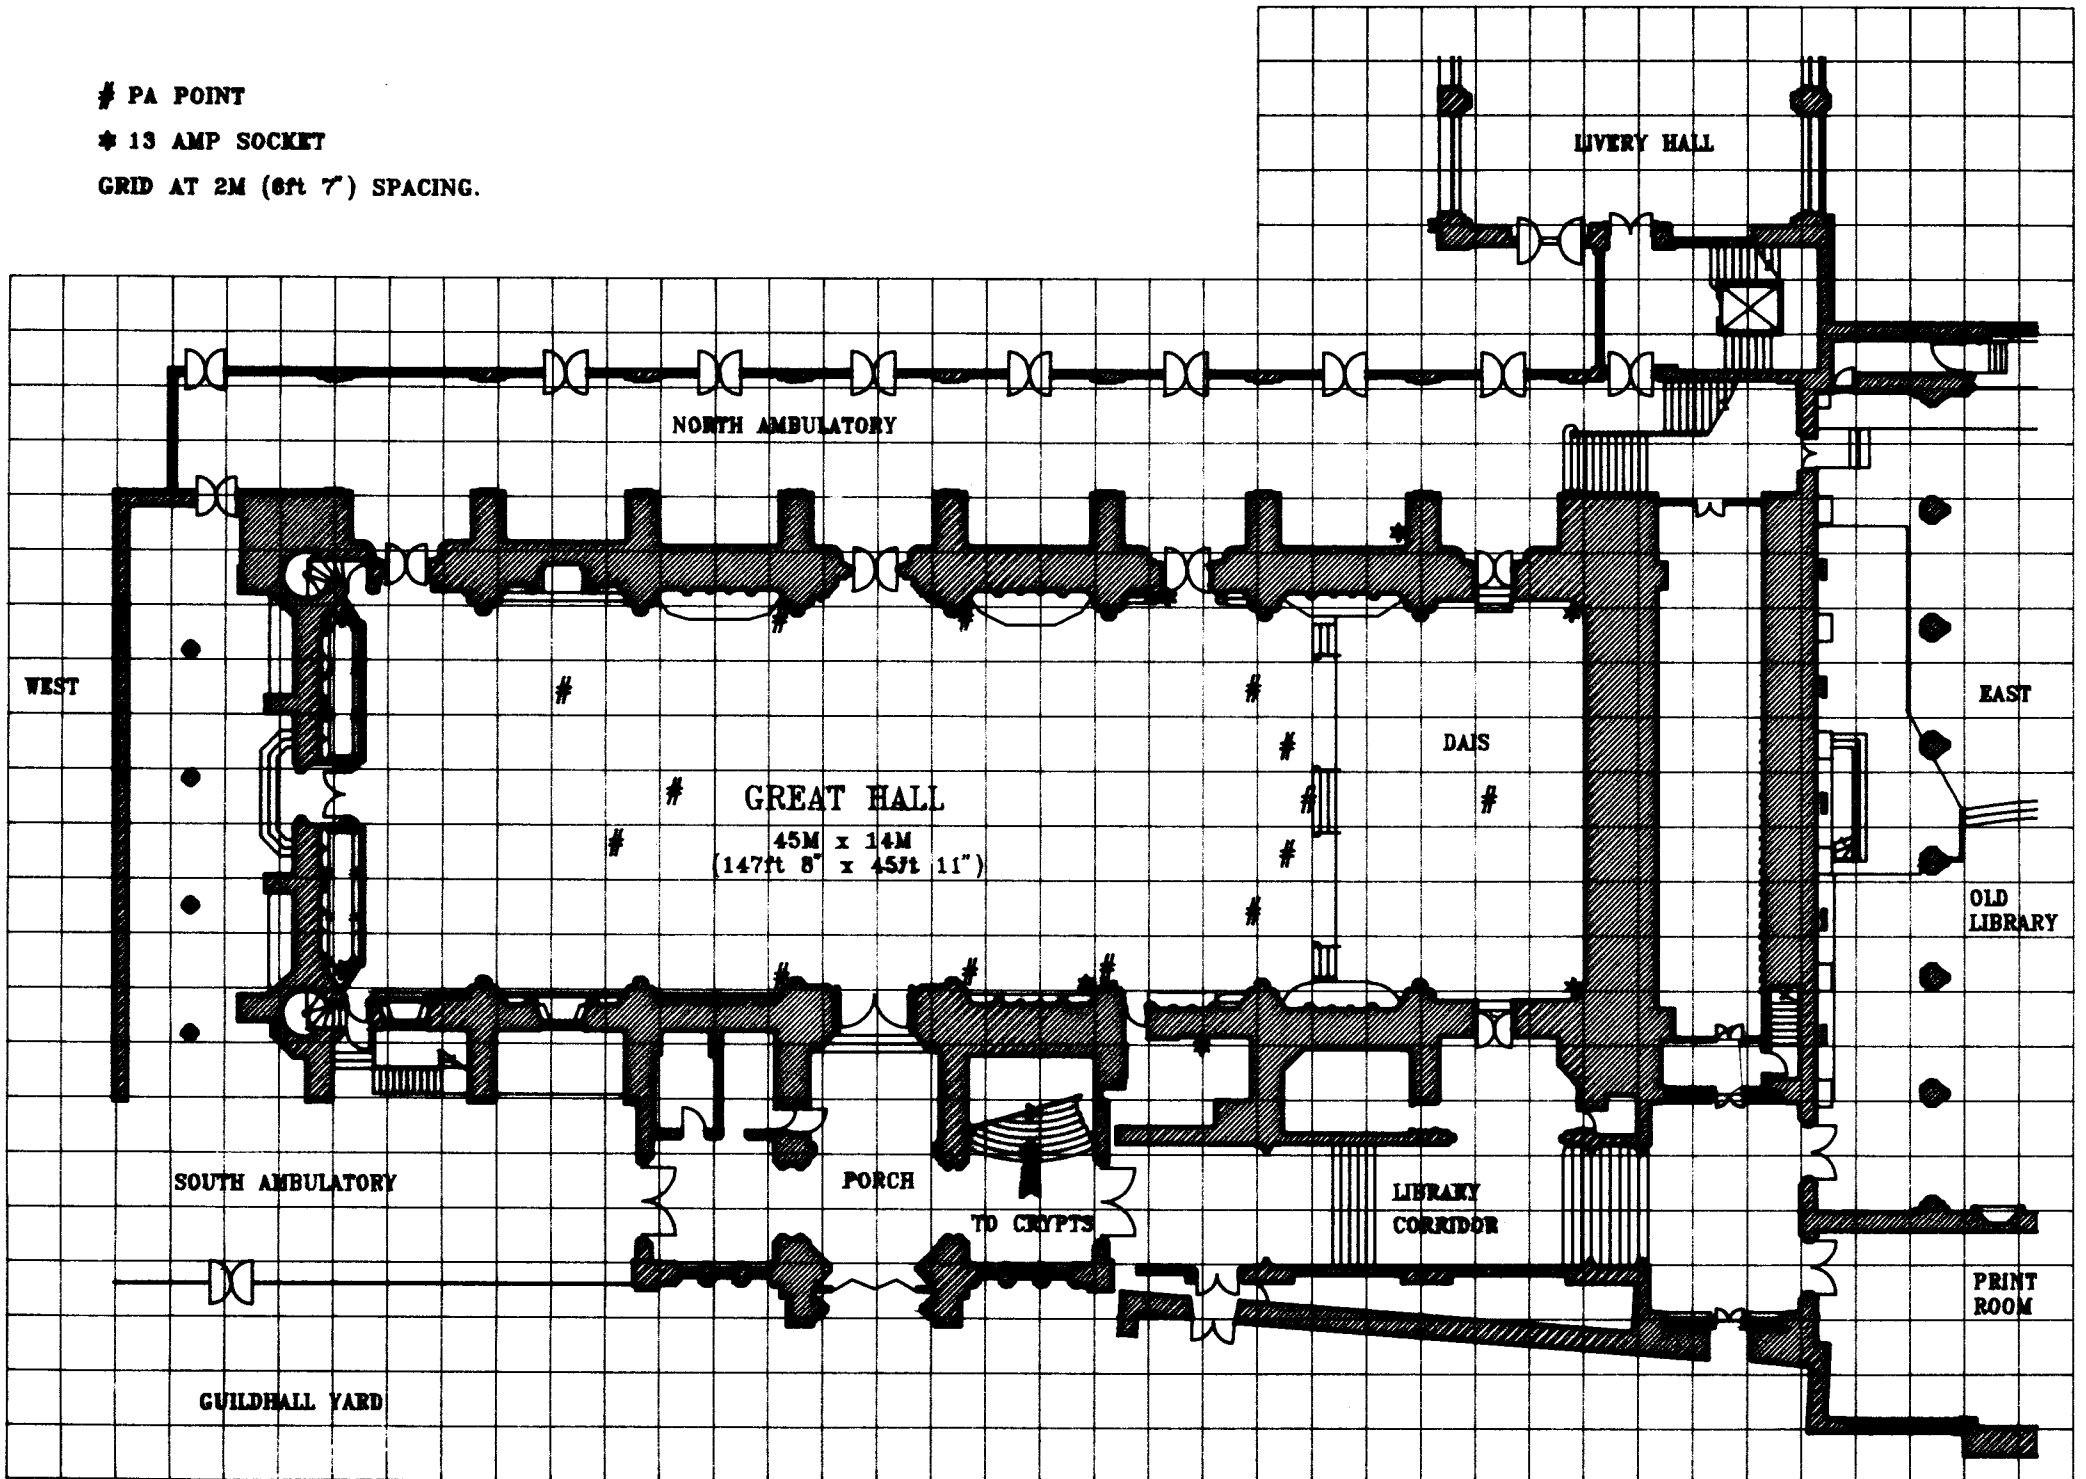 # PA POINT
* 13 AMP SOCKET
GRID AT 2M (6ft 7") SPACING.
LIVERY HALL
NORTH AMBULATORY
WEST
EAST
DAIS
GREAT HALL
45M x 14M
(147ft 8" x 45ft 11")
OLD
LIBRARY
SOUTH AMBULATORY
PORCH
LIBRARY
CORRIDOR
TO CRYPTS
PRINT
ROOM
GUILDHALL YARD